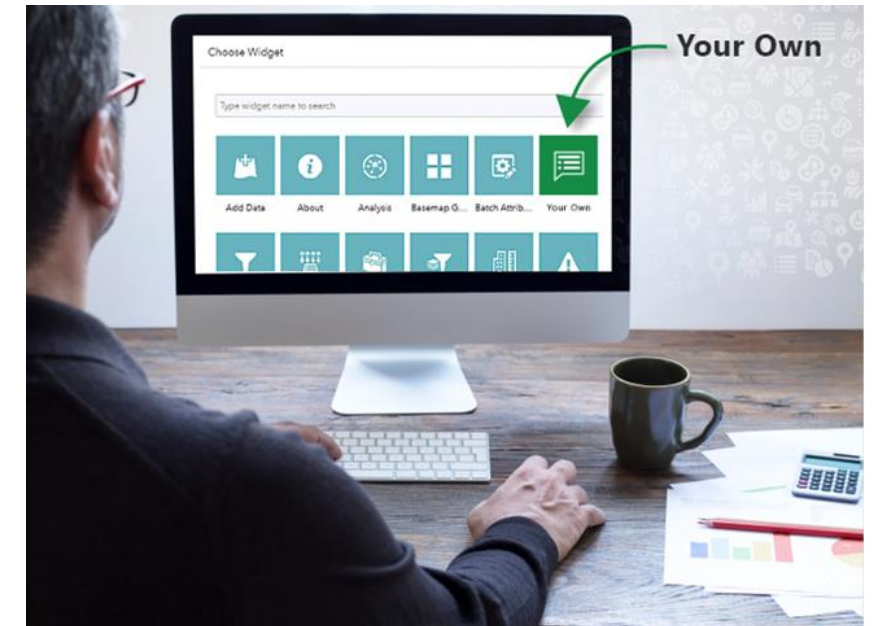 Your Own
Choose Widget
Type widget name to search
Add Data About Analysis Basemap G... Batch Attrib... Your Own